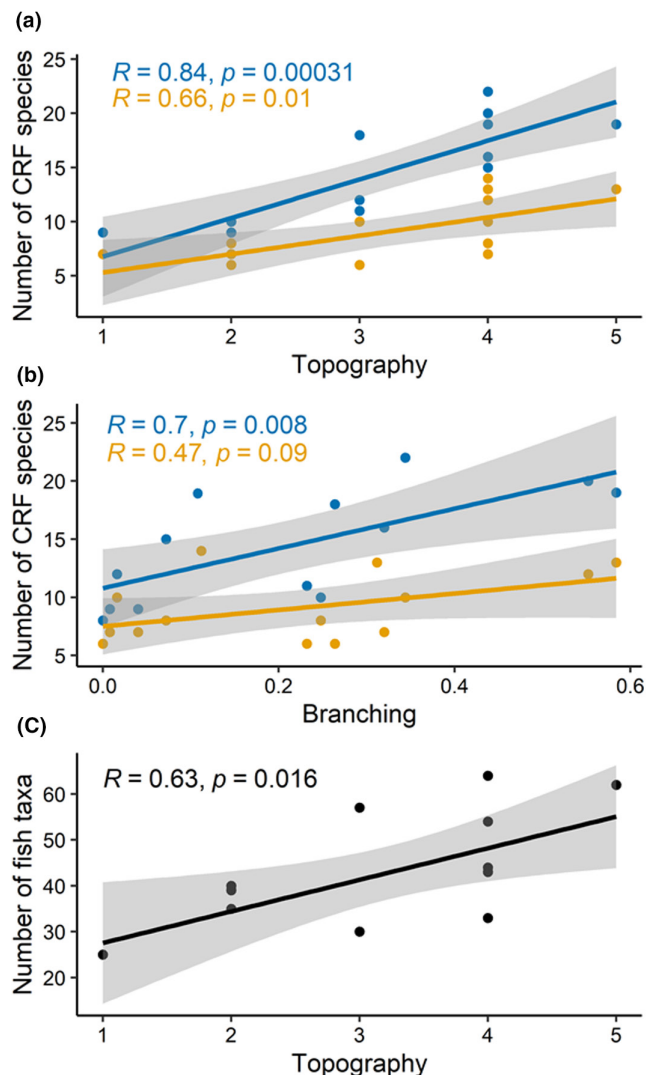 (a)
R = 0.84, p = 0.00031
R = 0.66, p = 0.01
Number of CRF species
25
20
15
10
5
1 2 3 4 5
Topography
(b)
R = 0.7, p = 0.008
R = 0.47, p = 0.09
Number of CRF species
25
20
15
10
5
0.0 0.2 0.4 0.6
Branching
(C)
R = 0.63, p = 0.016
Number of fish taxa
60
50
40
30
20
1 2 3 4 5
Topography